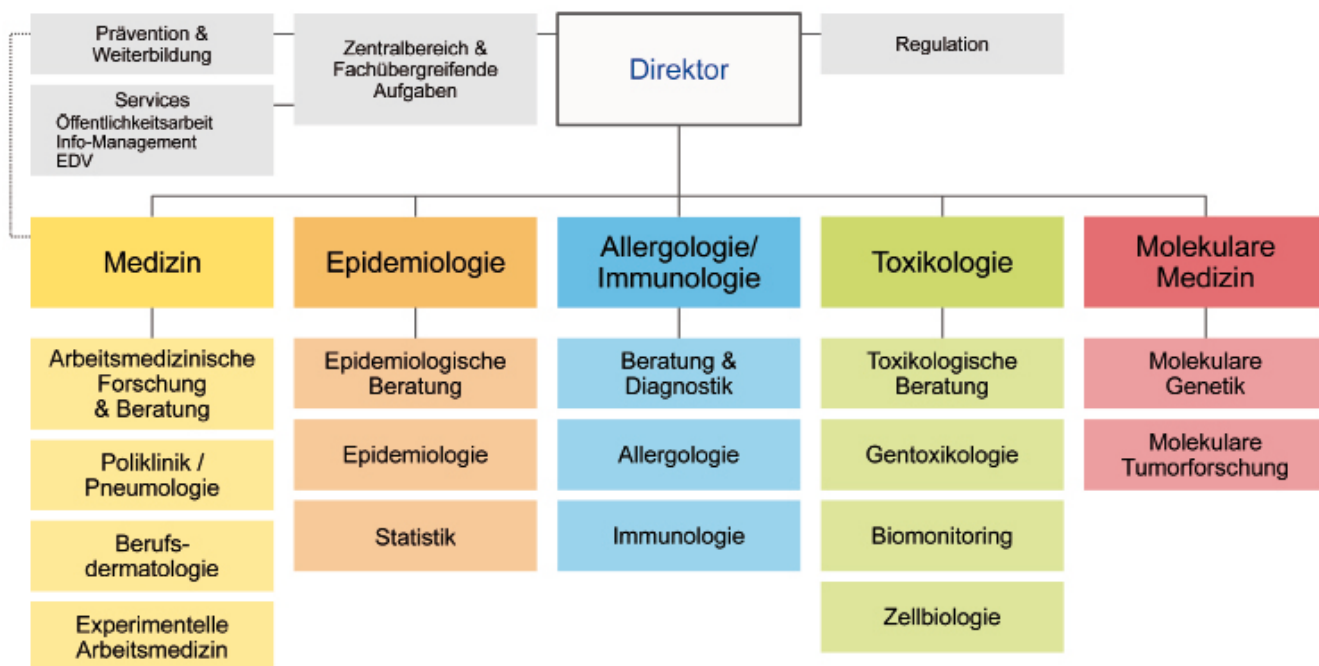 Prävention &
Weiterbildung
Zentralbereich &
Fachübergreifende
Aufgaben
Direktor
Regulation
Services
Öffentlichkeitsarbeit
Info-Management
EDV
Medizin
Epidemiologie
Allergologie/
Immunologie
Toxikologie
Molekulare
Medizin
Arbeitsmedizinische
Forschung
& Beratung
Poliklinik /
Pneumologie
Berufs-
dermatologie
Experimentelle
Arbeitsmedizin
Epidemiologische
Beratung
Epidemiologie
Statistik
Beratung &
Diagnostik
Allergologie
Immunologie
Toxikologische
Beratung
Gentoxikologie
Biomonitoring
Zellbiologie
Molekulare
Genetik
Molekulare
Tumorforschung